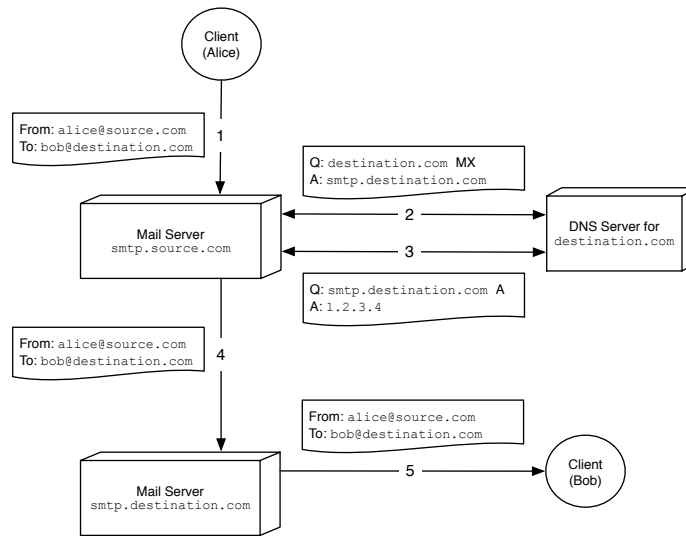 Client
(Alice)
From: alice@source.com
To: bob@destination.com
1
Q: destination.com MX
A: smtp.destination.com
2
Mail Server
smtp.source.com
DNS Server for
destination.com
3
Q: smtp.destination.com A
A: 1.2.3.4
From: alice@source.com
To: bob@destination.com
4
From: alice@source.com
To: bob@destination.com
5
Mail Server
smtp.destination.com
Client
(Bob)